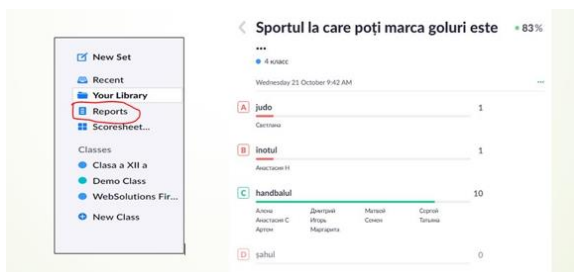 New Set
Recent
Your Library
Reports
Scoresheet...
Classes
Clasa a XII a
Demo Class
WebSolutions Fir...
New Class
Sportul la care poți marca goluri este 83%
...
4 класс
Wednesday 21 October 9:42 AM
A judo 1
Светлана
B inotul 1
Анастасия Н
C handbalul 10
Алена Дмитрий Матвей Сергей
Анастасия С Игорь Семен Татьяна
Артем Маргарита
D șahul 0